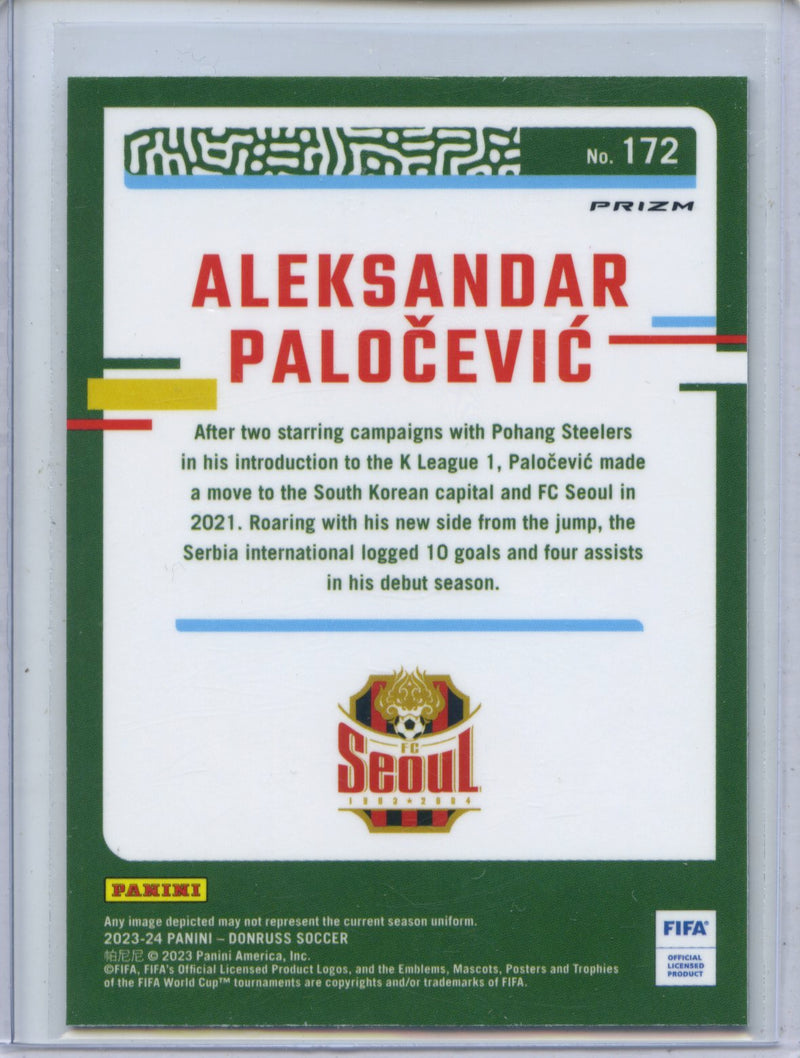 No. 172
PRIZM
ALEKSANDAR
PALOČEVIĆ
After two starring campaigns with Pohang Steelers
in his introduction to the K League 1, Paločević made
a move to the South Korean capital and FC Seoul in
2021. Roaring with his new side from the jump, the
Serbia international logged 10 goals and four assists
in his debut season.
FC
Seoul
1983★2004
PANINI
Any image depicted may not represent the current season uniform.
2023-24 PANINI – DONRUSS SOCCER
帕尼尼 © 2023 Panini America, Inc.
©FIFA, FIFA's Official Licensed Product Logos, and the Emblems, Mascots, Posters and Trophies
of the FIFA World Cup™ tournaments are copyrights and/or trademarks of FIFA.
FIFA®
OFFICIAL
LICENSED
PRODUCT